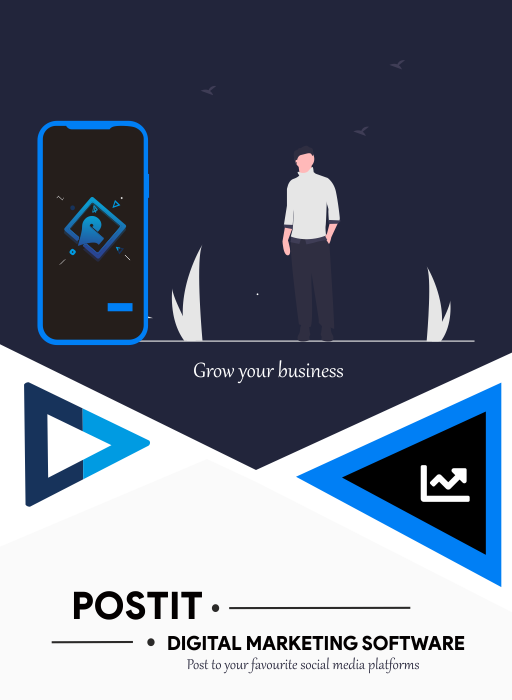 Grow your business
POSTIT
DIGITAL MARKETING SOFTWARE
Post to your favourite social media platforms